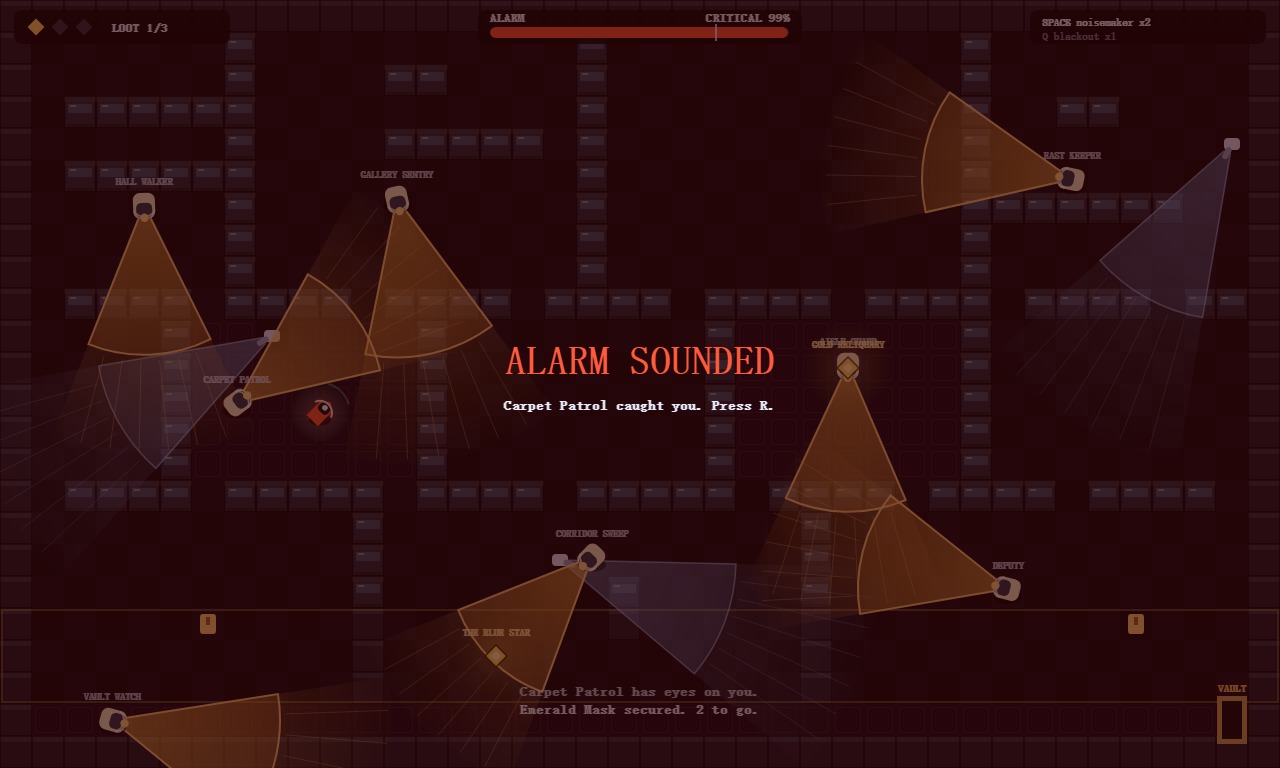 LOOT 1/3
ALARM
CRITICAL 99%
SPACE noisemaker x2
Q blackout x1
EAST KEEPER
HALL WALKER
GALLERY SENTRY
CARPET PATROL
ALARM SOUNDED
Carpet Patrol caught you. Press R.
CORRIDOR SWEEP
DEPUTY
THE BLUE STAR
VAULT WATCH
Carpet Patrol has eyes on you.
Emerald Mask secured. 2 to go.
VAULT